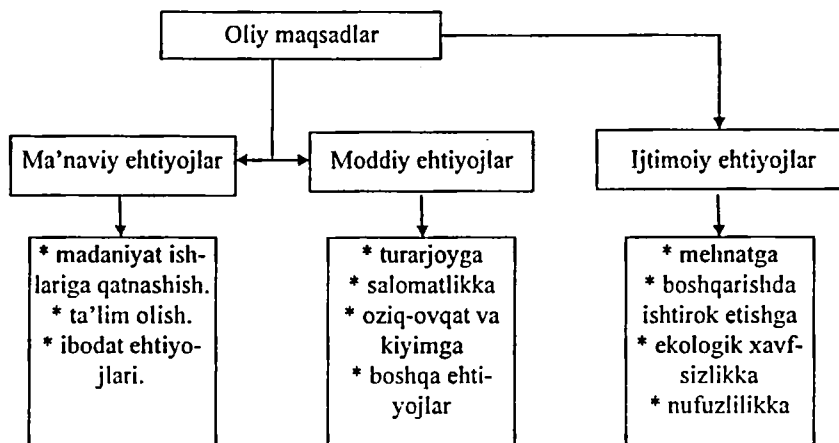 Oliy maqsadlar
Ma'naviy ehtiyojlar
Moddiy ehtiyojlar
Ijtimoiy ehtiyojlar
* madaniyat ish-
lariga qatnashish.
* ta'lim olish.
* ibodat ehtiyo-
jlari.
* turarjoyga
* salomatlikka
* oziq-ovqat va
kiyimga
* boshqa ehti-
yojlar
* mehnatga
* boshqarishda
ishtirok etishga
* ekologik xavf-
sizlikka
* nufuzlilikka